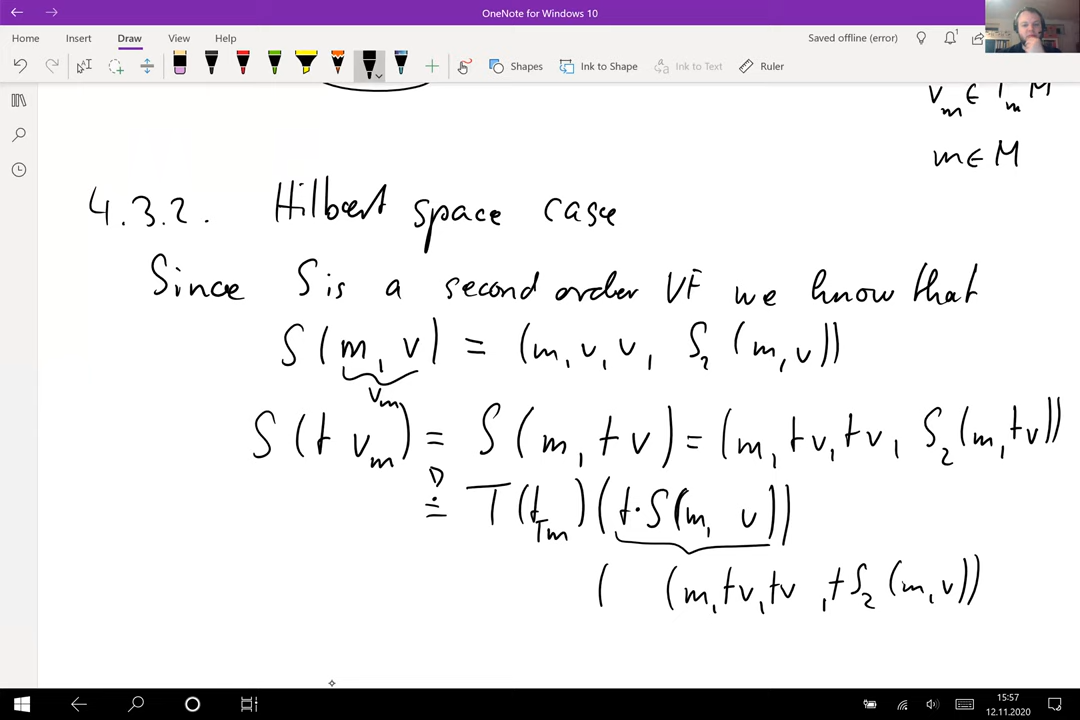 OneNote for Windows 10
Home Insert Draw View Help Saved offline (error)
Shapes Ink to Shape Ink to Text Ruler
v_m ∈ T_m M
m ∈ M
4.3.2. Hilbert space case
Since S is a second order VF we know that
S(m, v) = (m, v, v, S_2(m, v))
v_m
S(t v_m) = S(m, tv) = (m, tv, tv, S_2(m, tv))
D
≐ T(t_{TM})(t·S(m, v))
( (m, tv, tv, tS_2(m, v))
15:57
12.11.2020